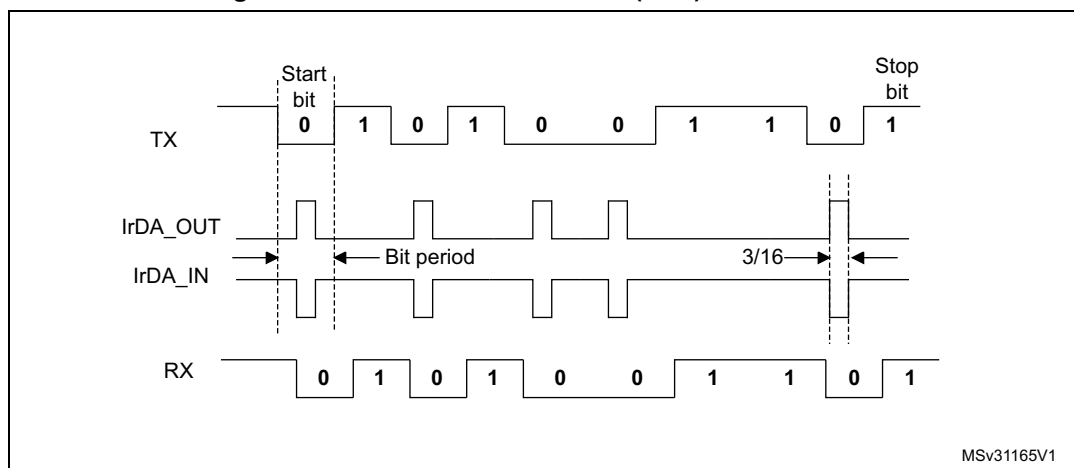 Start
bit
Stop
bit
TX
0 1 0 1 0 0 1 1 0 1
IrDA_OUT
Bit period
3/16
IrDA_IN
RX
0 1 0 1 0 0 1 1 0 1
MSv31165V1